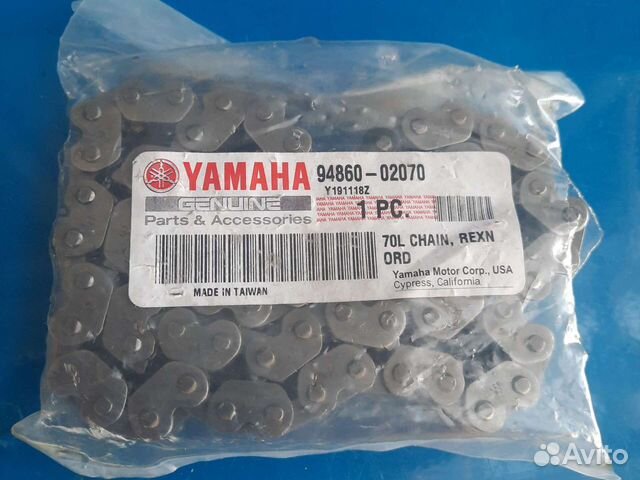 YAMAHA 94860-02070
Y191118Z
GENUINE
Parts & Accessories
1 PC.
70L CHAIN, REXN
ORD
Yamaha Motor Corp., USA
Cypress, California
MADE IN TAIWAN
Avito